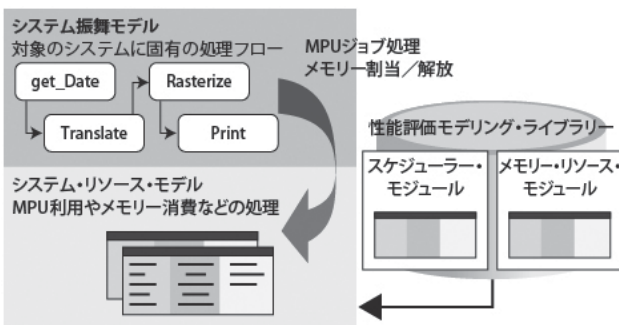 システム振舞モデル
対象のシステムに固有の処理フロー
get_Date
Rasterize
Translate
Print
MPUジョブ処理
メモリー割当／解放
システム・リソース・モデル
MPU利用やメモリー消費などの処理
性能評価モデリング・ライブラリー
スケジューラー・
モジュール
メモリー・リソース・
モジュール